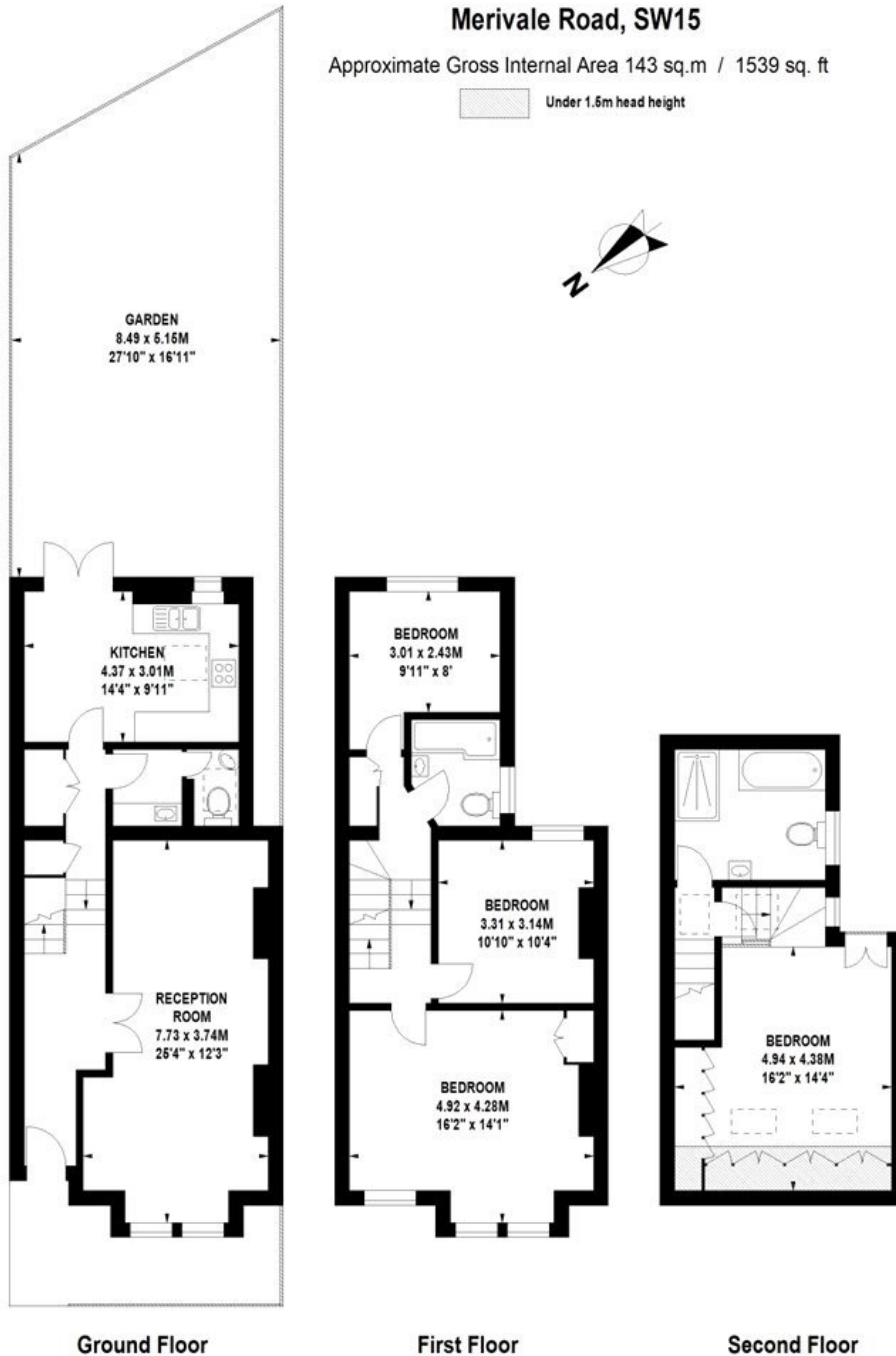 Merivale Road, SW15
Approximate Gross Internal Area 143 sq.m / 1539 sq. ft
Under 1.5m head height
N
GARDEN
8.49 x 5.15M
27'10" x 16'11"
KITCHEN
4.37 x 3.01M
14'4" x 9'11"
RECEPTION
ROOM
7.73 x 3.74M
25'4" x 12'3"
Ground Floor
BEDROOM
3.01 x 2.43M
9'11" x 8'
BEDROOM
3.31 x 3.14M
10'10" x 10'4"
BEDROOM
4.92 x 4.28M
16'2" x 14'1"
First Floor
BEDROOM
4.94 x 4.38M
16'2" x 14'4"
Second Floor